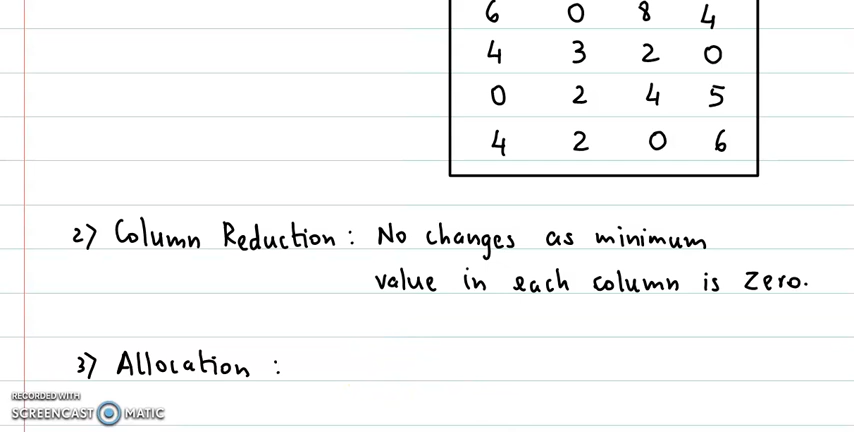 6 0 8 4
4 3 2 0
0 2 4 5
4 2 0 6
2) Column Reduction : No changes as minimum
value in each column is zero.
3) Allocation :
RECORDED WITH
SCREENCAST MATIC